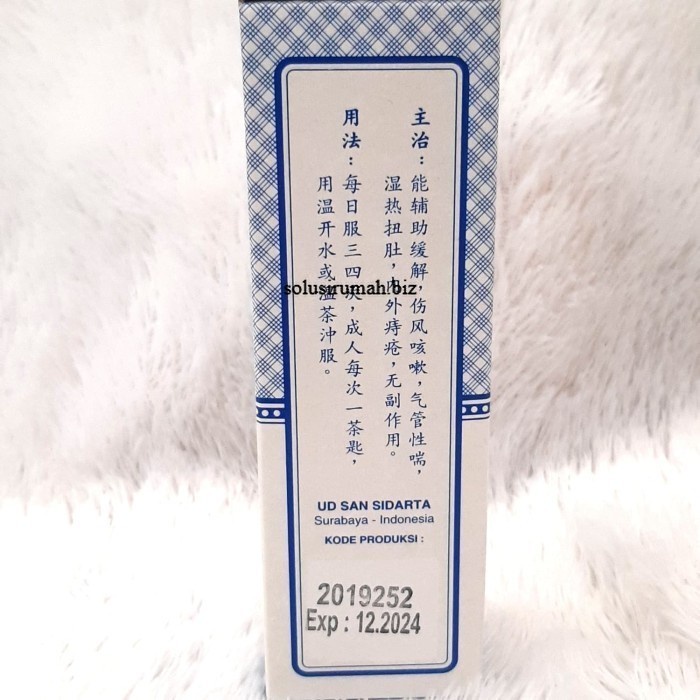 主治：能辅助缓解，伤风咳嗽，气管性喘，
湿热扭肚，内外痔疮，无副作用。
用法：每日服三四次，成人每次一茶匙，
用温开水或温茶沖服。
solusirumah.biz
UD SAN SIDARTA
Surabaya - Indonesia
KODE PRODUKSI :
2019252
Exp : 12.2024